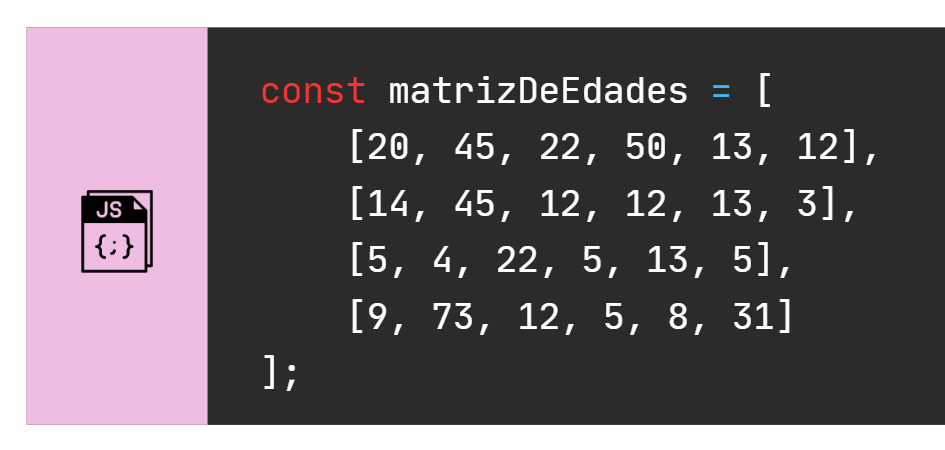 JS
{;}
const matrizDeEdades = [
    [20, 45, 22, 50, 13, 12],
    [14, 45, 12, 12, 13, 3],
    [5, 4, 22, 5, 13, 5],
    [9, 73, 12, 5, 8, 31]
];